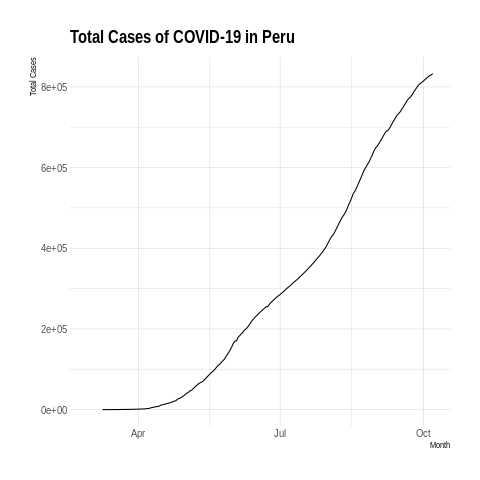 Total Cases of COVID-19 in Peru
Total Cases
8e+05
6e+05
4e+05
2e+05
0e+00
Apr
Jul
Oct
Month